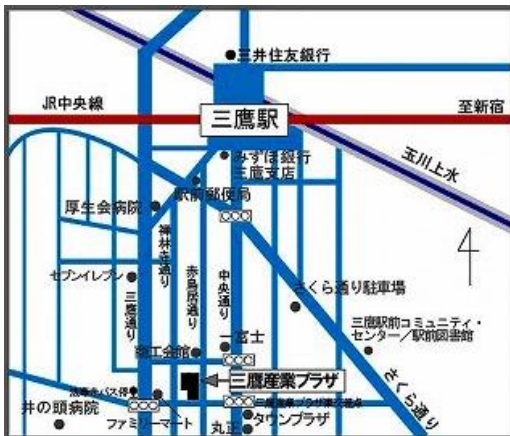 三井住友銀行
JR中央線
至新宿
三鷹駅
みずほ銀行
三鷹支店
玉川上水
駅前郵便局
厚生会病院
禅林寺通り
赤鳥居通り
中央通り
セブンイレブン
三鷹通り
さくら通り駐車場
三鷹駅前コミュニティ・
センター/駅前図書館
一富士
商工会館
三鷹産業プラザ
さくら通り
井の頭病院
ファミリーマート
タウンプラザ
丸正